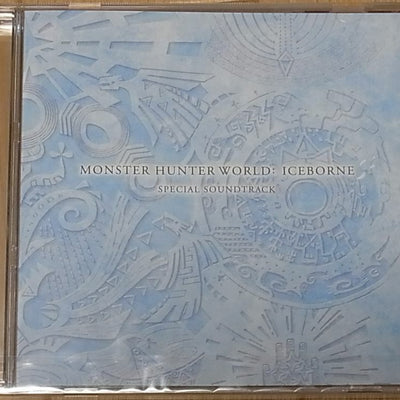 MONSTER HUNTER WORLD: ICEBORNE
SPECIAL SOUNDTRACK